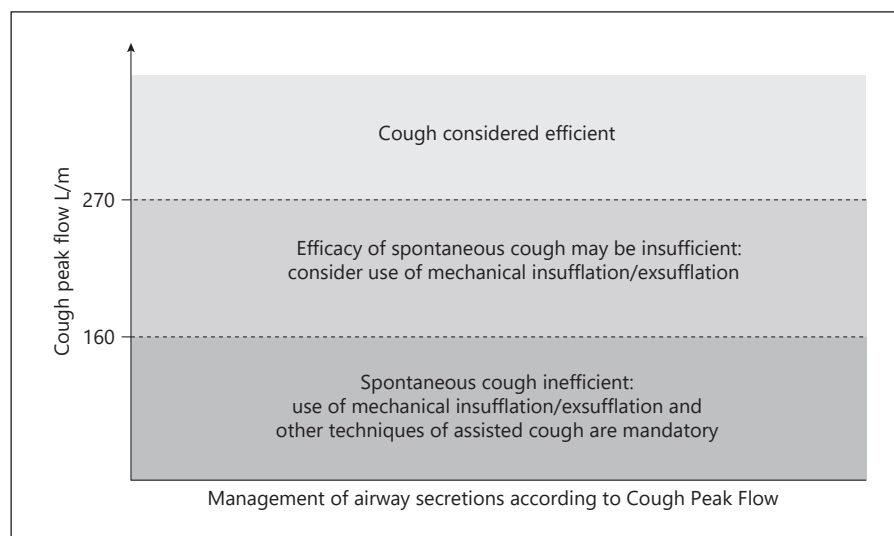 Cough peak flow L/m
Cough considered efficient
270
Efficacy of spontaneous cough may be insufficient:
consider use of mechanical insufflation/exsufflation
160
Spontaneous cough inefficient:
use of mechanical insufflation/exsufflation and
other techniques of assisted cough are mandatory
Management of airway secretions according to Cough Peak Flow